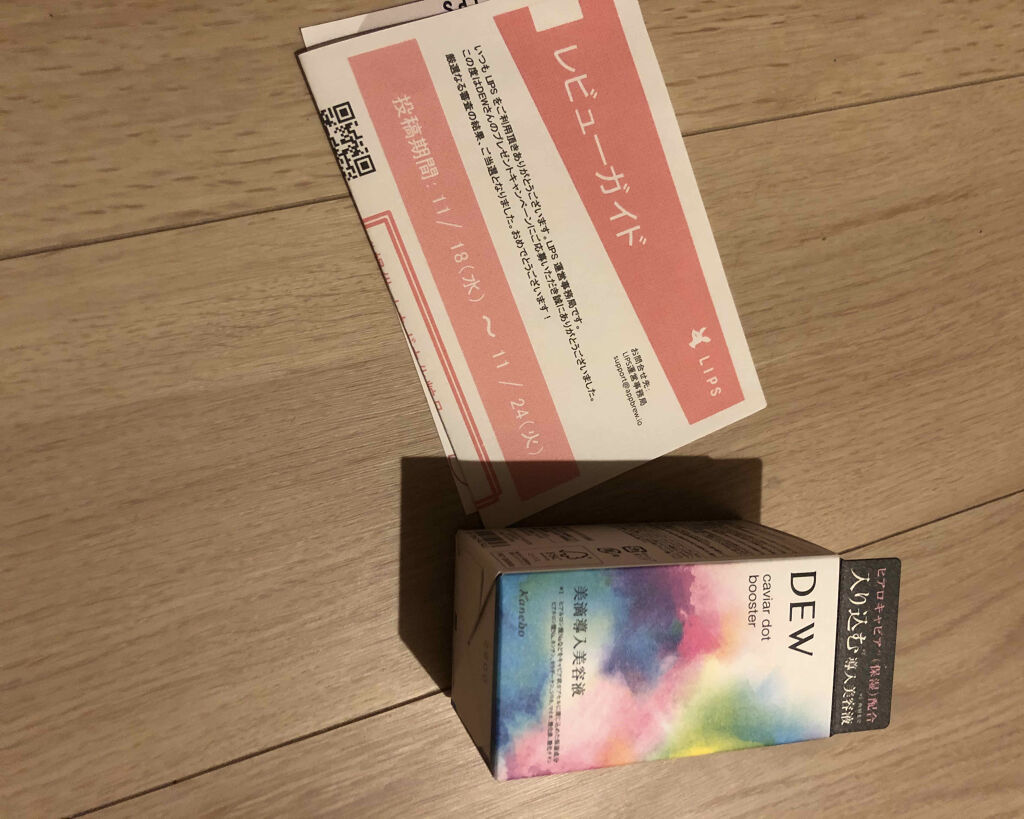 レビューガイド
LIPS
いつも LIPS をご利用頂きありがとうございます。LIPS 運営事務局です。
この度はDEWさんのプレゼントキャンペーンにご応募いただき誠にありがとうございました。
厳選なる審査の結果、ご当選となりました。おめでとうございます！
お問合せ先:
LIPS運営事務局
support@appbrew.io
投稿期間：11/18(水)～11/24(火)
ヒアロキャビア（保湿）配合
入り込む 導入美容液
DEW
caviar dot
booster
美滴導入美容液
Kanebo